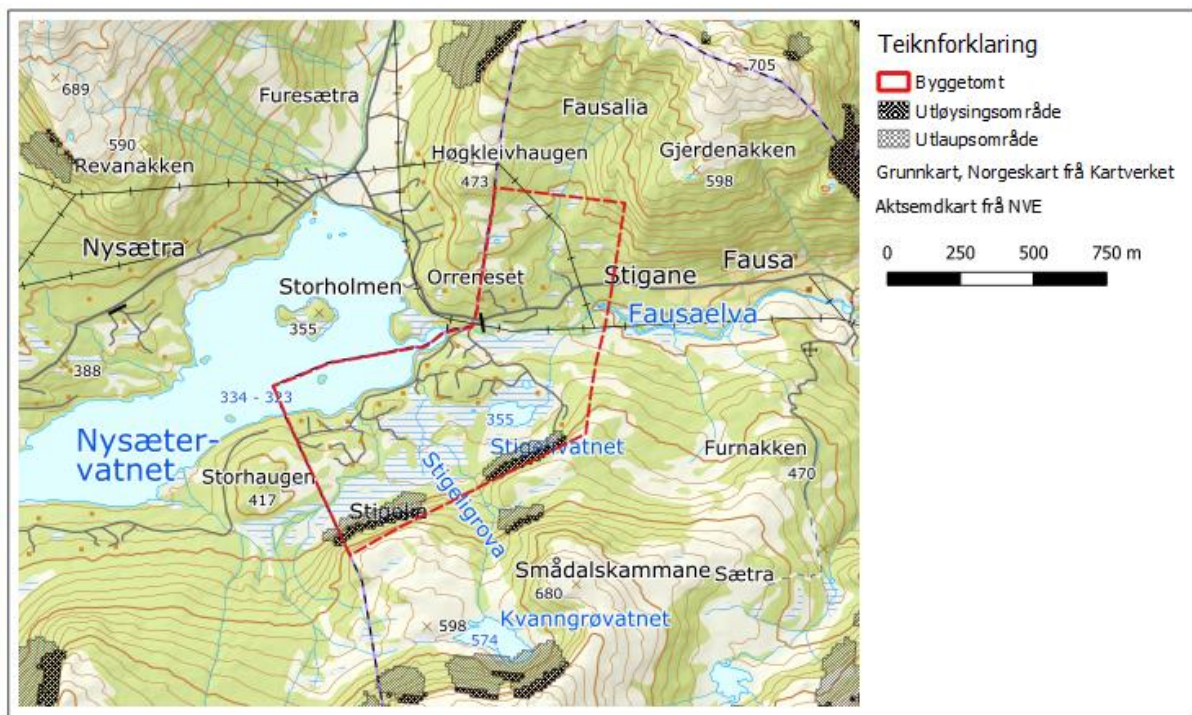 Teiknforklaring
Byggetomt
Utløysingsområde
Utlaupsområde
Grunnkart, Norgeskart frå Kartverket
Aktsemdkart frå NVE
0 250 500 750 m
689
Furesætra
705
Fausalia
590
Revanakken
Høgkleivhaugen
473
Gjerdenakken
598
Nysætra
Orreneset
Stigane
Fausa
Storholmen
355
Fausaelva
388
334 - 323
355
Nysæter-
vatnet
Furnakken
470
Storhaugen
417
Stigeligrova
Smådalskammane
680
Sætra
598
Kvanngrøvatnet
574